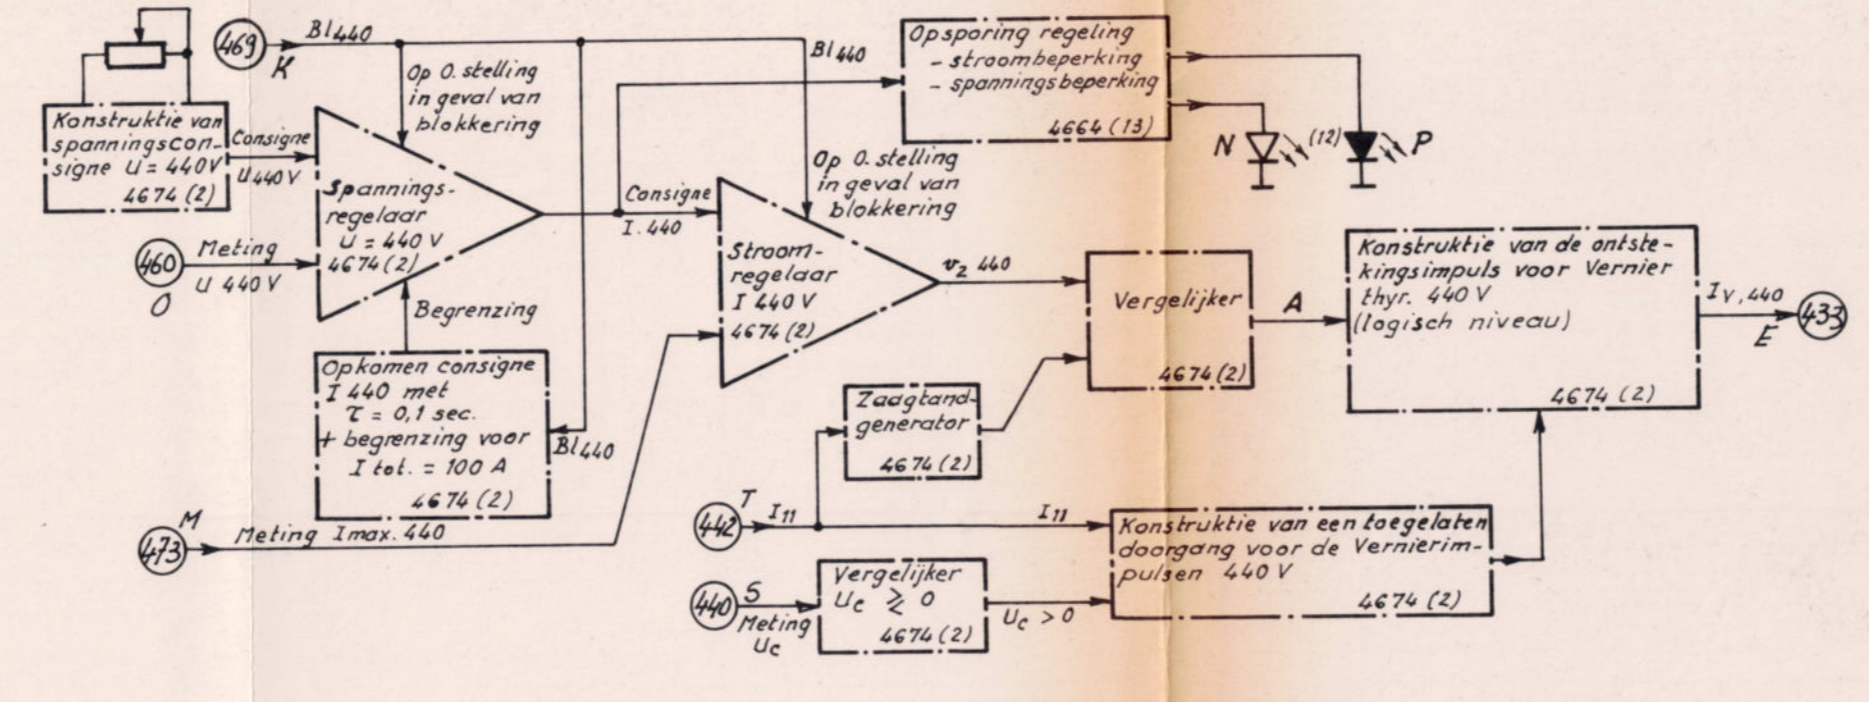 469
K
Bl440
Op 0. stelling
in geval van
blokkering
Konstruktie van
spanningscon-
signe U = 440V
4674 (2)
Consigne
U 440 V
Spannings-
regelaar
U = 440 V
4674 (2)
460
O
Meting
U 440 V
Begrenzing
Opkomen consigne
I 440 met
τ = 0,1 sec.
+ begrenzing voor
I tot. = 100 A
4674 (2)
Bl440
473
M
Meting Imax. 440
Bl440
Opsporing regeling
- stroombeperking
- spanningsbeperking
4664 (13)
N
(12)
P
Op 0. stelling
in geval van
blokkering
Consigne
I. 440
Stroom-
regelaar
I 440 V
4674 (2)
v2 440
Vergelijker
4674 (2)
A
Konstruktie van de ontste-
kingsimpuls voor Vernier
thyr. 440 V
(logisch niveau)
4674 (2)
IV, 440
E
433
Zaagtand-
generator
4674 (2)
442
T
I11
I11
Konstruktie van een toegelaten
doorgang voor de Vernierim-
pulsen 440 V
4674 (2)
440
S
Meting
Uc
Vergelijker
Uc ≷ 0
4674 (2)
Uc > 0